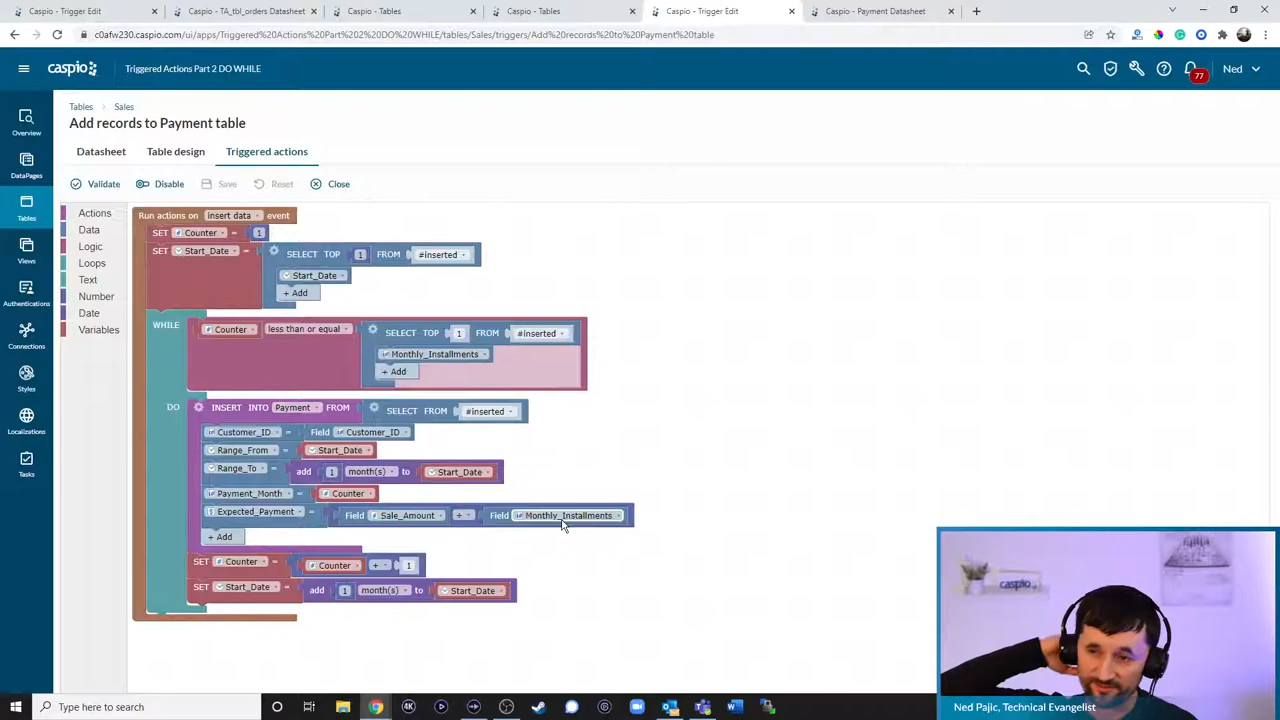 Caspio - Trigger Edit
Caspio - TA_tbl_orders Datasheet
Caspio - Tables
Caspio - Tables
Caspio - Trigger Edit
Caspio - Payment Datasheet
c0afw230.caspio.com/ui/apps/Triggered%20Actions%20Part%202%20DO%20WHILE/tables/Sales/triggers/Add%20records%20to%20Payment%20table
caspio
Triggered Actions Part 2 DO WHILE
77
Ned
Tables
Sales
Add records to Payment table
Datasheet
Table design
Triggered actions
Validate
Disable
Save
Reset
Close
Overview
DataPages
Tables
Views
Authentications
Connections
Styles
Localizations
Tasks
Actions
Data
Logic
Loops
Text
Number
Date
Variables
Run actions on insert data event
SET Counter = 1
SET Start_Date = SELECT TOP 1 FROM #inserted
Start_Date
+ Add
WHILE Counter less than or equal SELECT TOP 1 FROM #inserted
Monthly_Installments
+ Add
DO INSERT INTO Payment FROM SELECT FROM #inserted
Customer_ID = Field Customer_ID
Range_From = Start_Date
Range_To = add 1 month(s) to Start_Date
Payment_Month = Counter
Expected_Payment = Field Sale_Amount ÷ Field Monthly_Installments
+ Add
SET Counter = Counter + 1
SET Start_Date = add 1 month(s) to Start_Date
caspio
Ned Pajic, Technical Evangelist
Type here to search
4K